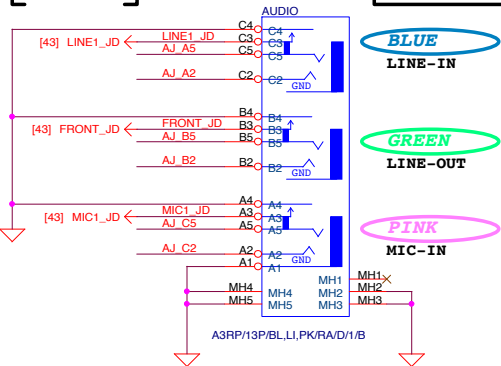 AUDIO
C4 C4
[43] LINE1_JD LINE1_JD C3 C3
AJ_A5 C5 C5
AJ_A2 C2 C2
GND
BLUE
LINE-IN
B4 B4
[43] FRONT_JD FRONT_JD B3 B3
AJ_B5 B5 B5
AJ_B2 B2 B2
GND
GREEN
LINE-OUT
A4 A4
[43] MIC1_JD MIC1_JD A3 A3
AJ_C5 A5 A5
AJ_C2 A2 A2
GND
A1 A1
PINK
MIC-IN
MH1 MH1
MH4 MH4 MH2 MH2
MH5 MH5 MH3 MH3
A3RP/13P/BL,LI,PK/RA/D/1/B